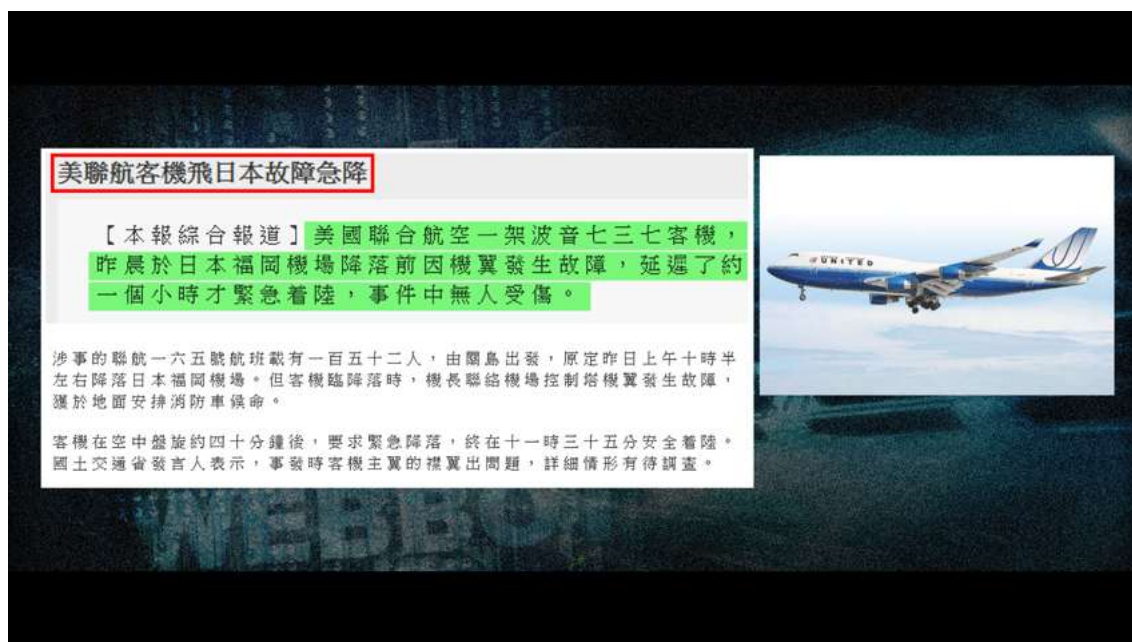 美聯航客機飛日本故障急降
【本報綜合報道】美國聯合航空一架波音七三七客機，
昨晨於日本福岡機場降落前因機翼發生故障，延遲了約
一個小時才緊急着陸，事件中無人受傷。
涉事的聯航一六五號航班載有一百五十二人，由關島出發，原定昨日上午十時半
左右降落日本福岡機場。但客機臨降落時，機長聯絡機場控制塔機翼發生故障，
獲於地面安排消防車候命。
客機在空中盤旋約四十分鐘後，要求緊急降落，終在十一時三十五分安全着陸。
國土交通省發言人表示，事發時客機主翼的襟翼出問題，詳細情形有待調查。
UNITED
WEBBOT